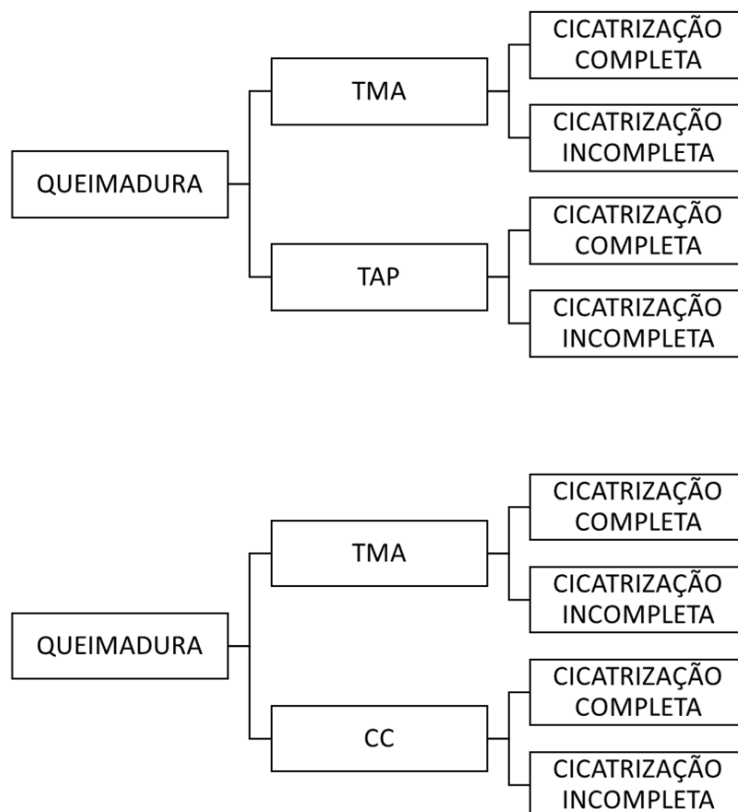 CICATRIZAÇÃO
COMPLETA
TMA
CICATRIZAÇÃO
INCOMPLETA
QUEIMADURA
CICATRIZAÇÃO
COMPLETA
TAP
CICATRIZAÇÃO
INCOMPLETA
CICATRIZAÇÃO
COMPLETA
TMA
CICATRIZAÇÃO
INCOMPLETA
QUEIMADURA
CICATRIZAÇÃO
COMPLETA
CC
CICATRIZAÇÃO
INCOMPLETA